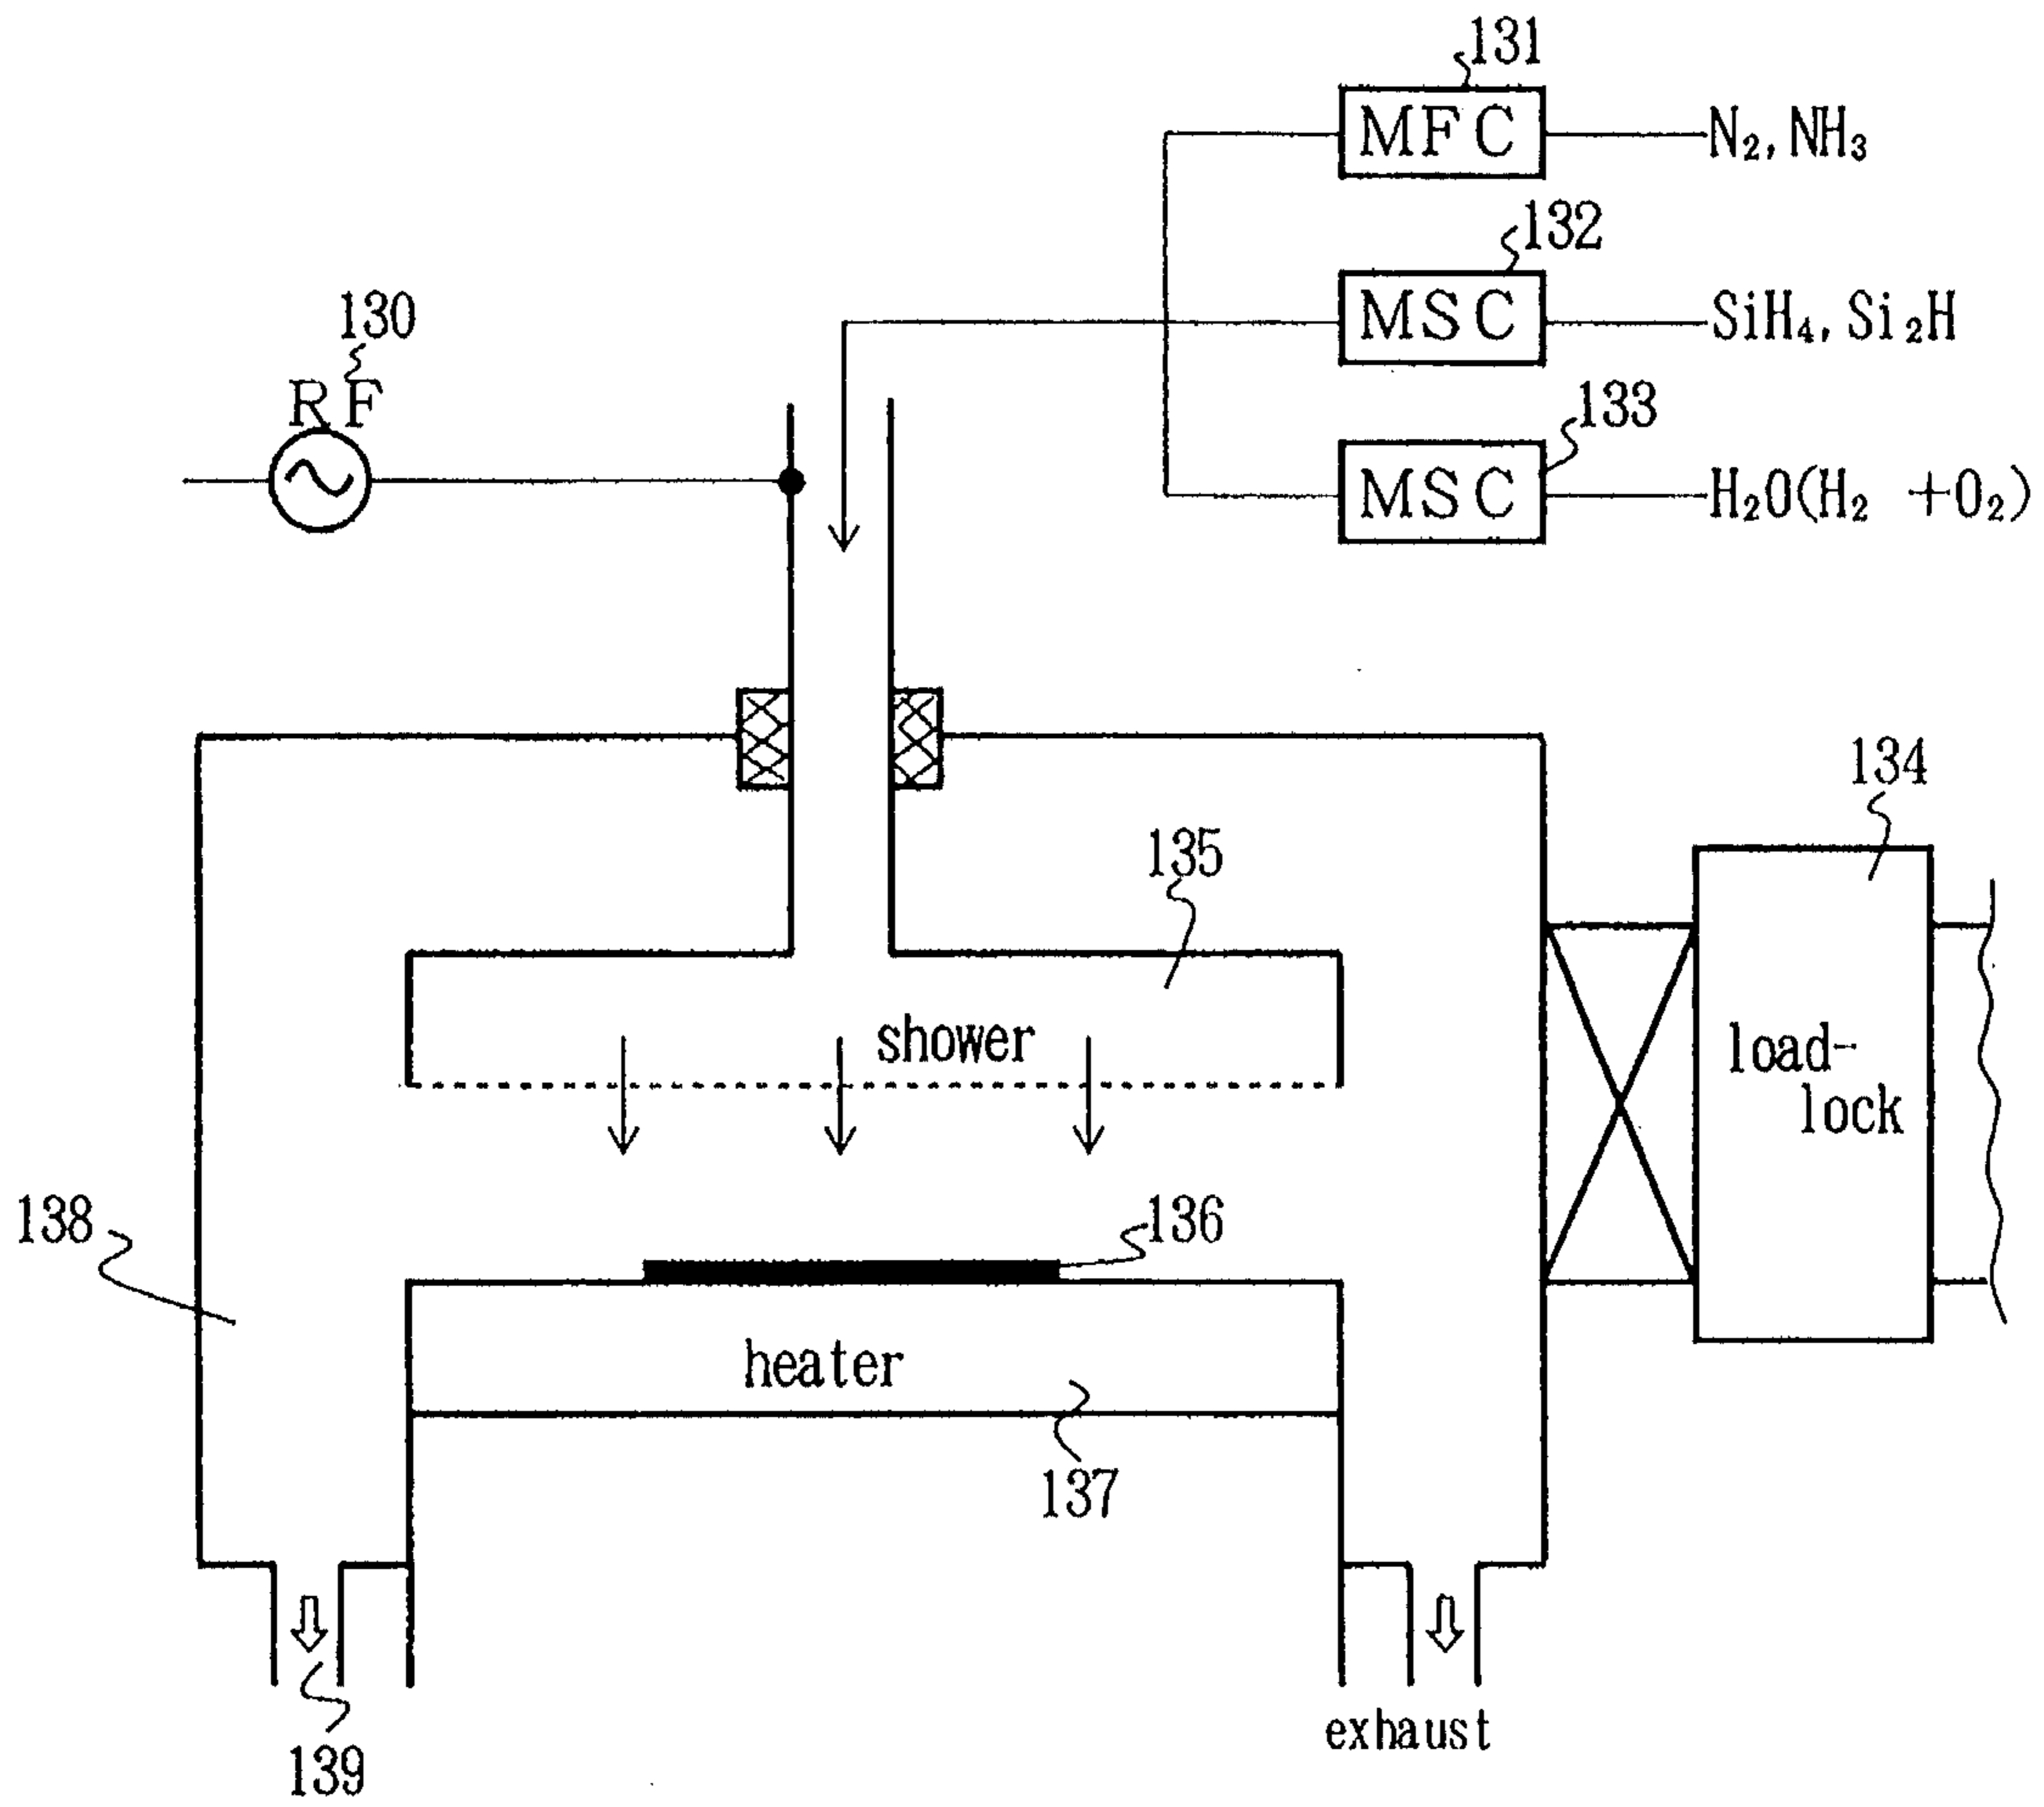 131
MFC
N₂, NH₃
132
MSC
SiH₄, Si₂H
130
RF
133
MSC
H₂O(H₂ +O₂)
134
135
shower
load-
lock
138
136
heater
137
exhaust
139